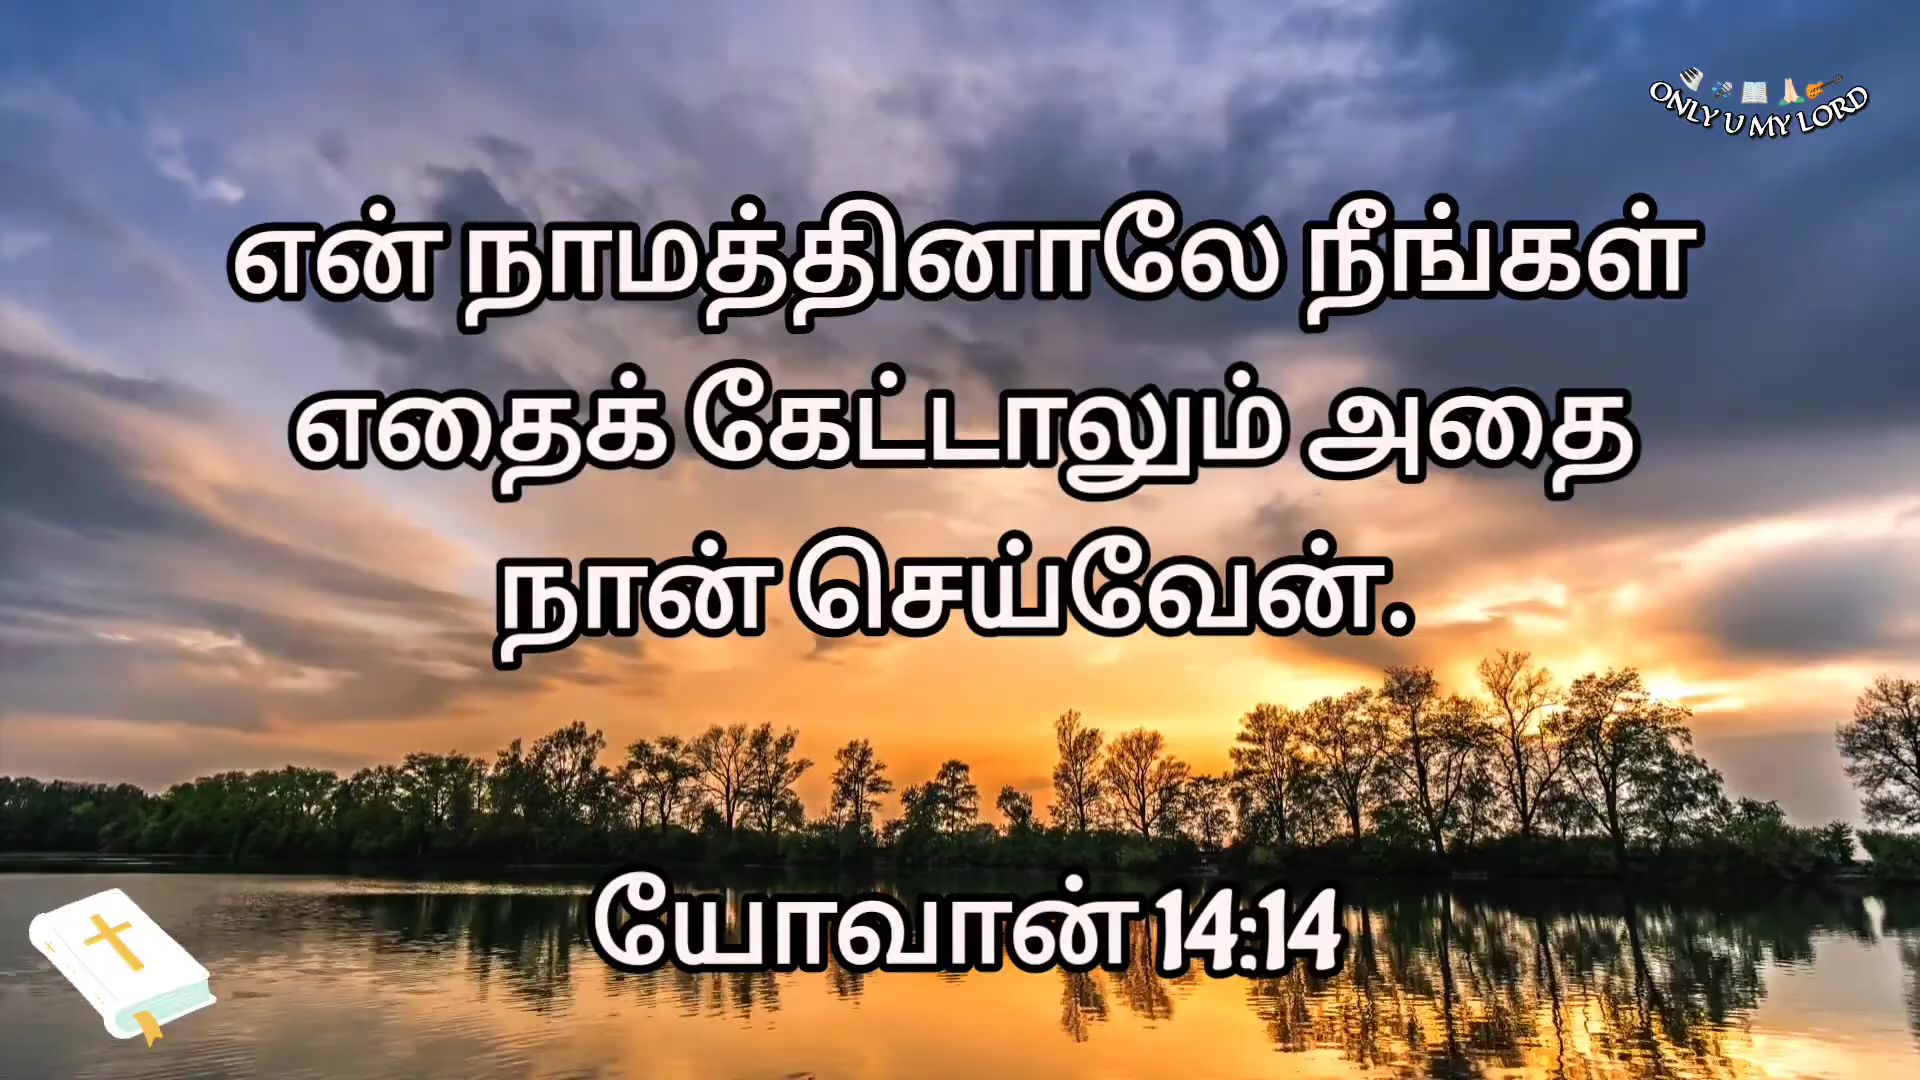 ONLY U MY LORD
என் நாமத்தினாலே நீங்கள்
எதைக் கேட்டாலும் அதை
நான் செய்வேன்.
யோவான் 14:14